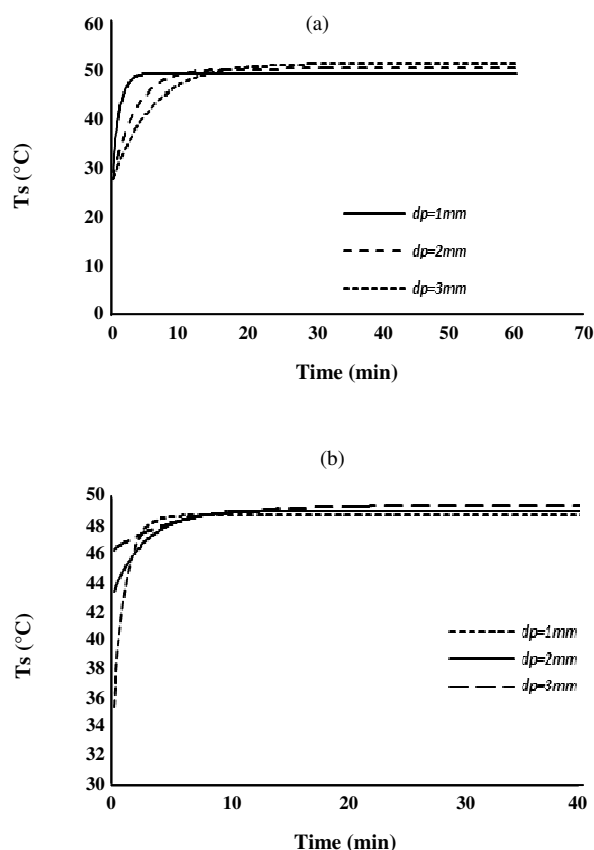 (a)
60
50
40
30
20
10
0
Ts (°C)
dp=1mm
dp=2mm
dp=3mm
0 10 20 30 40 50 60 70
Time (min)
(b)
50
48
46
44
42
40
38
36
34
32
30
Ts (°C)
dp=1mm
dp=2mm
dp=3mm
0 10 20 30 40
Time (min)